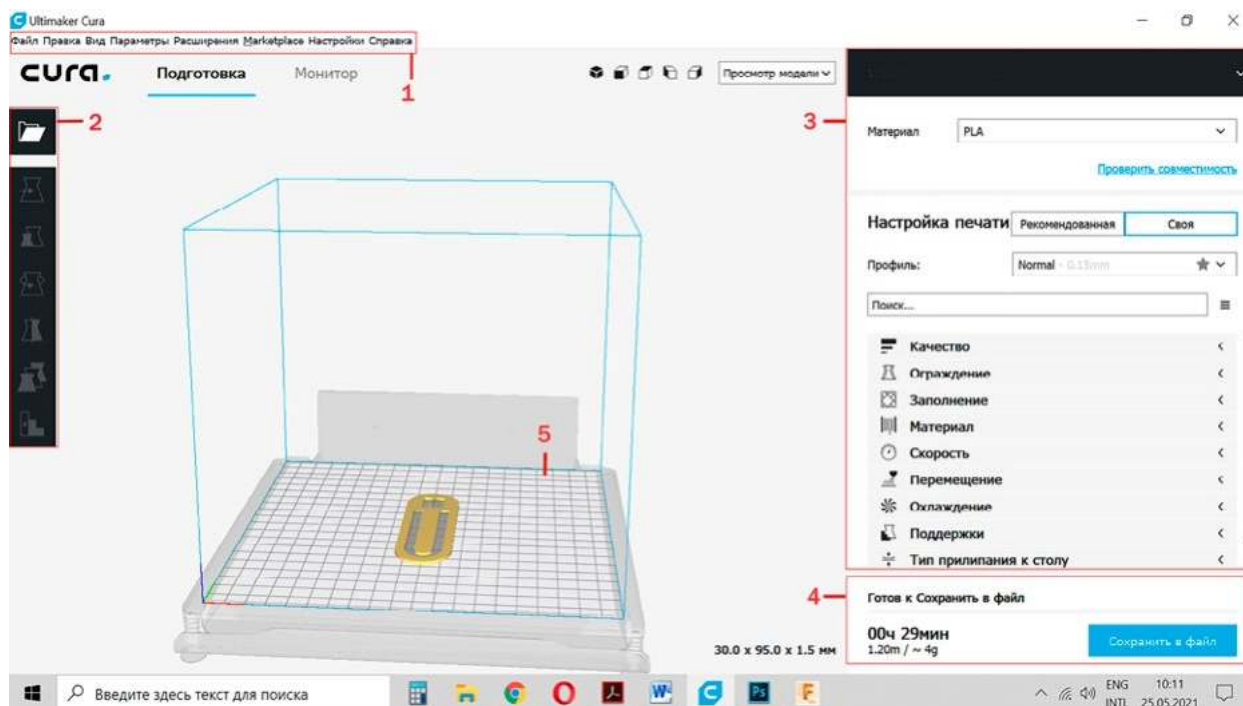 Ultimaker Cura
Файл Правка Вид Параметры Расширения Marketplace Настройки Справка
cura.
Подготовка
Монитор
Просмотр модели
1
2
3
Материал
PLA
Проверить совместимость
Настройка печати
Рекомендованная
Своя
Профиль:
Normal - 0.15mm
Поиск...
Качество
Ограждение
Заполнение
Материал
Скорость
Перемещение
Охлаждение
Поддержки
Тип прилипания к столу
5
4
Готов к Сохранить в файл
00ч 29мин
1.20m / ~ 4g
Сохранить в файл
30.0 x 95.0 x 1.5 мм
Введите здесь текст для поиска
W
Ps
F
ENG
INTL
10:11
25.05.2021